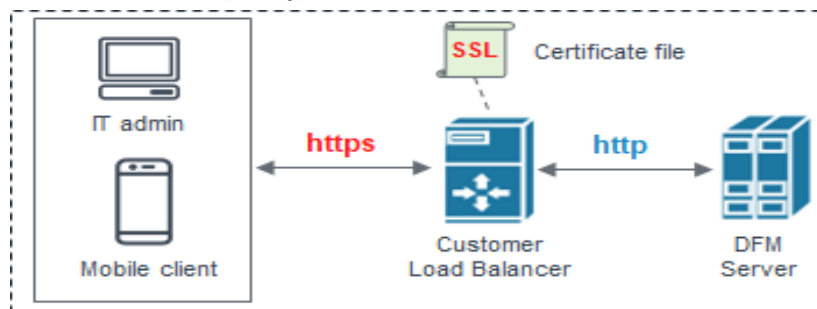 SSL
Certificate file
IT admin
https
http
Mobile client
Customer
Load Balancer
DFM
Server